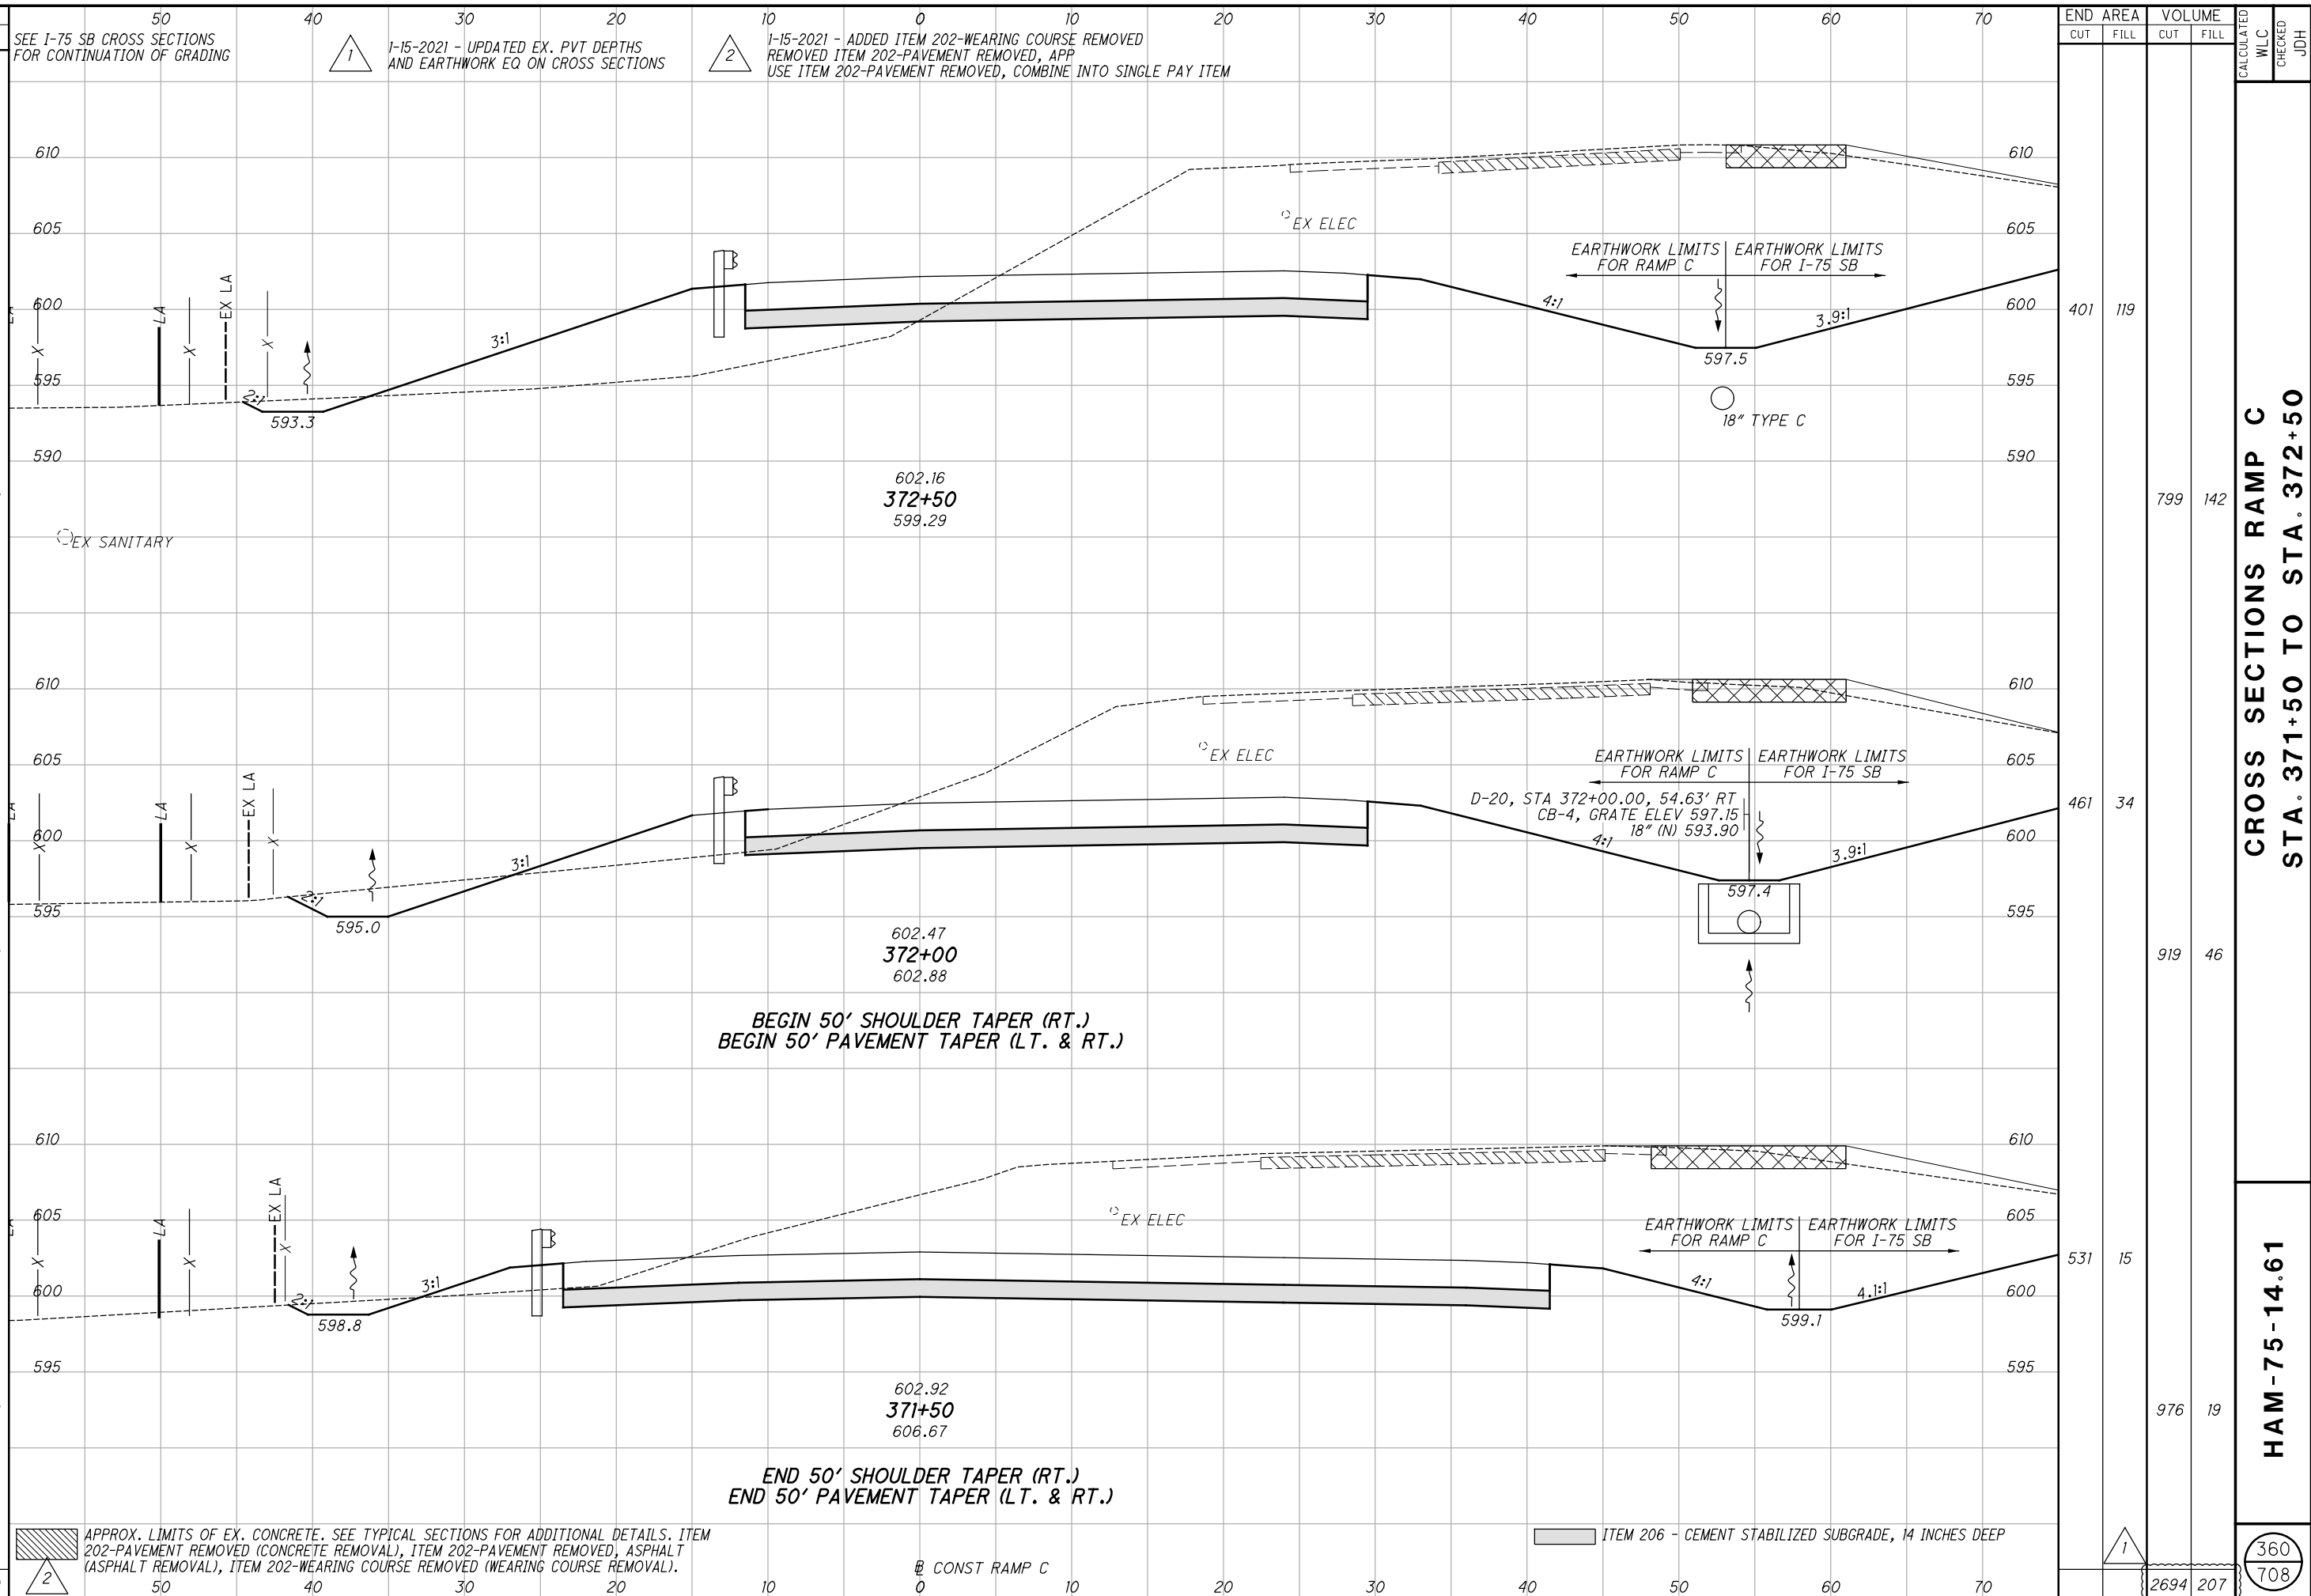 50 40 30 20 10 0 10 20 30 40 50 60 70
END AREA VOLUME
CUT FILL CUT FILL
CALCULATED
WLC
CHECKED
JDH
SEE I-75 SB CROSS SECTIONS
FOR CONTINUATION OF GRADING
1
1-15-2021 - UPDATED EX. PVT DEPTHS
AND EARTHWORK EQ ON CROSS SECTIONS
2
1-15-2021 - ADDED ITEM 202-WEARING COURSE REMOVED
REMOVED ITEM 202-PAVEMENT REMOVED, APP
USE ITEM 202-PAVEMENT REMOVED, COMBINE INTO SINGLE PAY ITEM
610 610
605 605
EX ELEC
EARTHWORK LIMITS
FOR RAMP C
EARTHWORK LIMITS
FOR I-75 SB
600 600
LA
X
LA
X
EX LA
X
3:1
4:1
3.9:1
401 119
597.5
595 595
2:1
593.3
18" TYPE C
590 590
602.16
372+50
599.29
799 142
EX SANITARY
610 610
605 605
EX ELEC
EARTHWORK LIMITS
FOR RAMP C
EARTHWORK LIMITS
FOR I-75 SB
D-20, STA 372+00.00, 54.63' RT
CB-4, GRATE ELEV 597.15
18" (N) 593.90
461 34
600 600
LA
X
LA
X
EX LA
X
3:1
4:1
3.9:1
597.4
595 595
2:1
595.0
602.47
372+00
602.88
919 46
BEGIN 50' SHOULDER TAPER (RT.)
BEGIN 50' PAVEMENT TAPER (LT. & RT.)
610 610
605 605
EX ELEC
EARTHWORK LIMITS
FOR RAMP C
EARTHWORK LIMITS
FOR I-75 SB
531 15
LA
X
LA
X
EX LA
X
600 600
3:1
4:1
4.1:1
2:1
598.8
599.1
595 595
602.92
371+50
606.67
976 19
END 50' SHOULDER TAPER (RT.)
END 50' PAVEMENT TAPER (LT. & RT.)
APPROX. LIMITS OF EX. CONCRETE. SEE TYPICAL SECTIONS FOR ADDITIONAL DETAILS. ITEM
202-PAVEMENT REMOVED (CONCRETE REMOVAL), ITEM 202-PAVEMENT REMOVED, ASPHALT
(ASPHALT REMOVAL), ITEM 202-WEARING COURSE REMOVED (WEARING COURSE REMOVAL).
2
CONST RAMP C
ITEM 206 - CEMENT STABILIZED SUBGRADE, 14 INCHES DEEP
1
2694 207
50 40 30 20 10 0 10 20 30 40 50 60 70
CROSS SECTIONS RAMP C
STA. 371+50 TO STA. 372+50
HAM-75-14.61
360
708